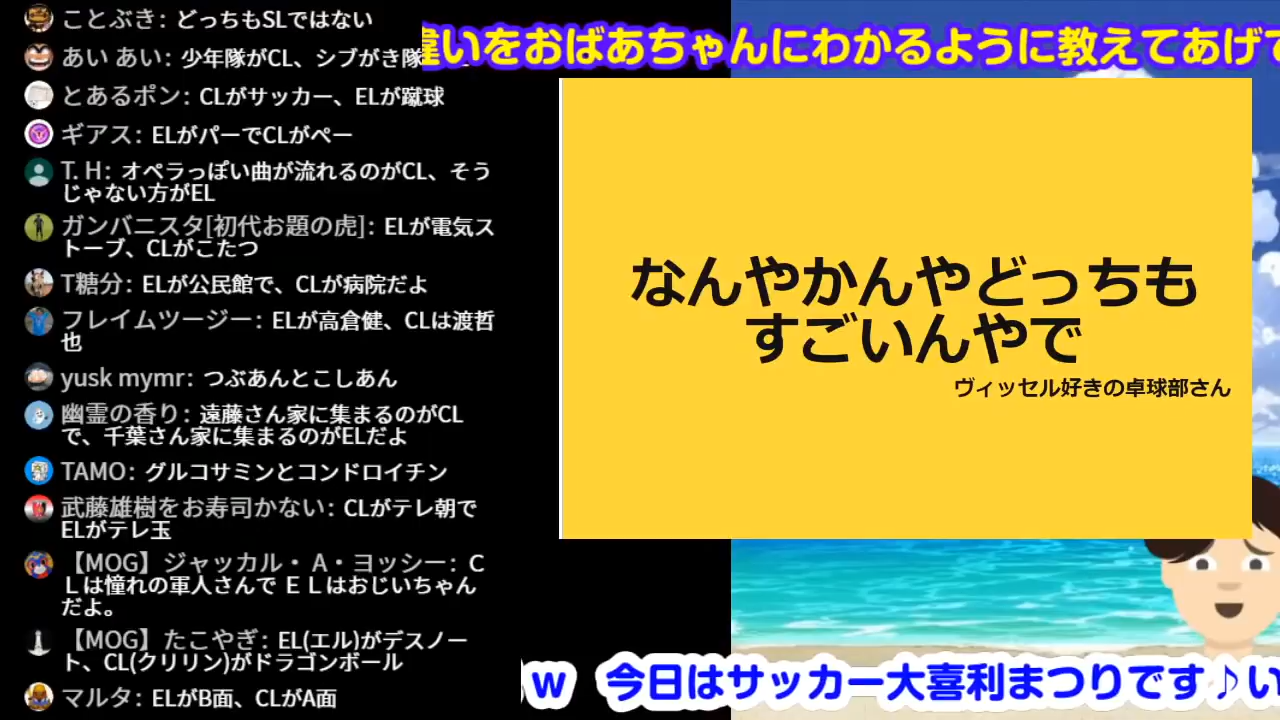 ことぶき: どっちもSLではない
あい あい: 少年隊がCL、シブがき隊
とあるポン: CLがサッカー、ELが蹴球
ギアス: ELがパーでCLがペー
T. H: オペラっぽい曲が流れるのがCL、そう
じゃない方がEL
ガンバニスタ[初代お題の虎]: ELが電気ス
トーブ、CLがこたつ
T糖分: ELが公民館で、CLが病院だよ
フレイムツージー: ELが高倉健、CLは渡哲
也
yusk mymr: つぶあんとこしあん
幽霊の香り: 遠藤さん家に集まるのがCL
で、千葉さん家に集まるのがELだよ
TAMO: グルコサミンとコンドロイチン
武藤雄樹をお寿司かない: CLがテレ朝で
ELがテレ玉
【MOG】ジャッカル・A・ヨッシー: C
Lは憧れの軍人さんで ELはおじいちゃん
だよ。
【MOG】たこやぎ: EL(エル)がデスノー
ト、CL(クリリン)がドラゴンボール
マルタ: ELがB面、CLがA面
違いをおばあちゃんにわかるように教えてあげて
なんやかんやどっちも
すごいんやで
ヴィッセル好きの卓球部さん
w 今日はサッカー大喜利まつりです♪い